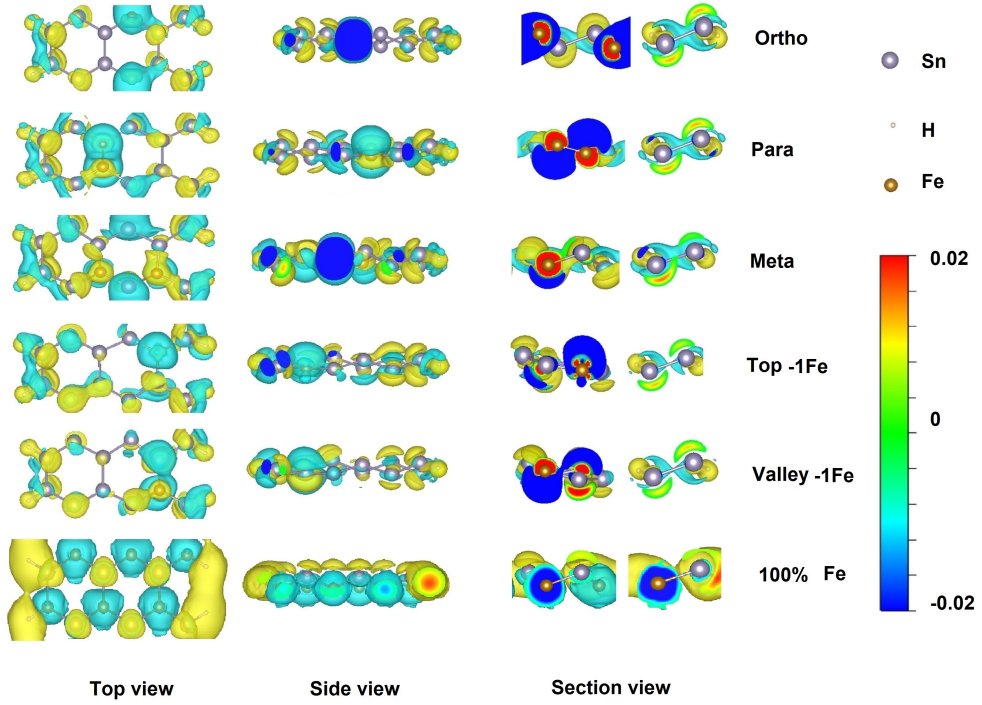 Ortho
Sn
H
Para
Fe
Meta
0.02
Top -1Fe
0
Valley -1Fe
100% Fe
-0.02
Top view
Side view
Section view